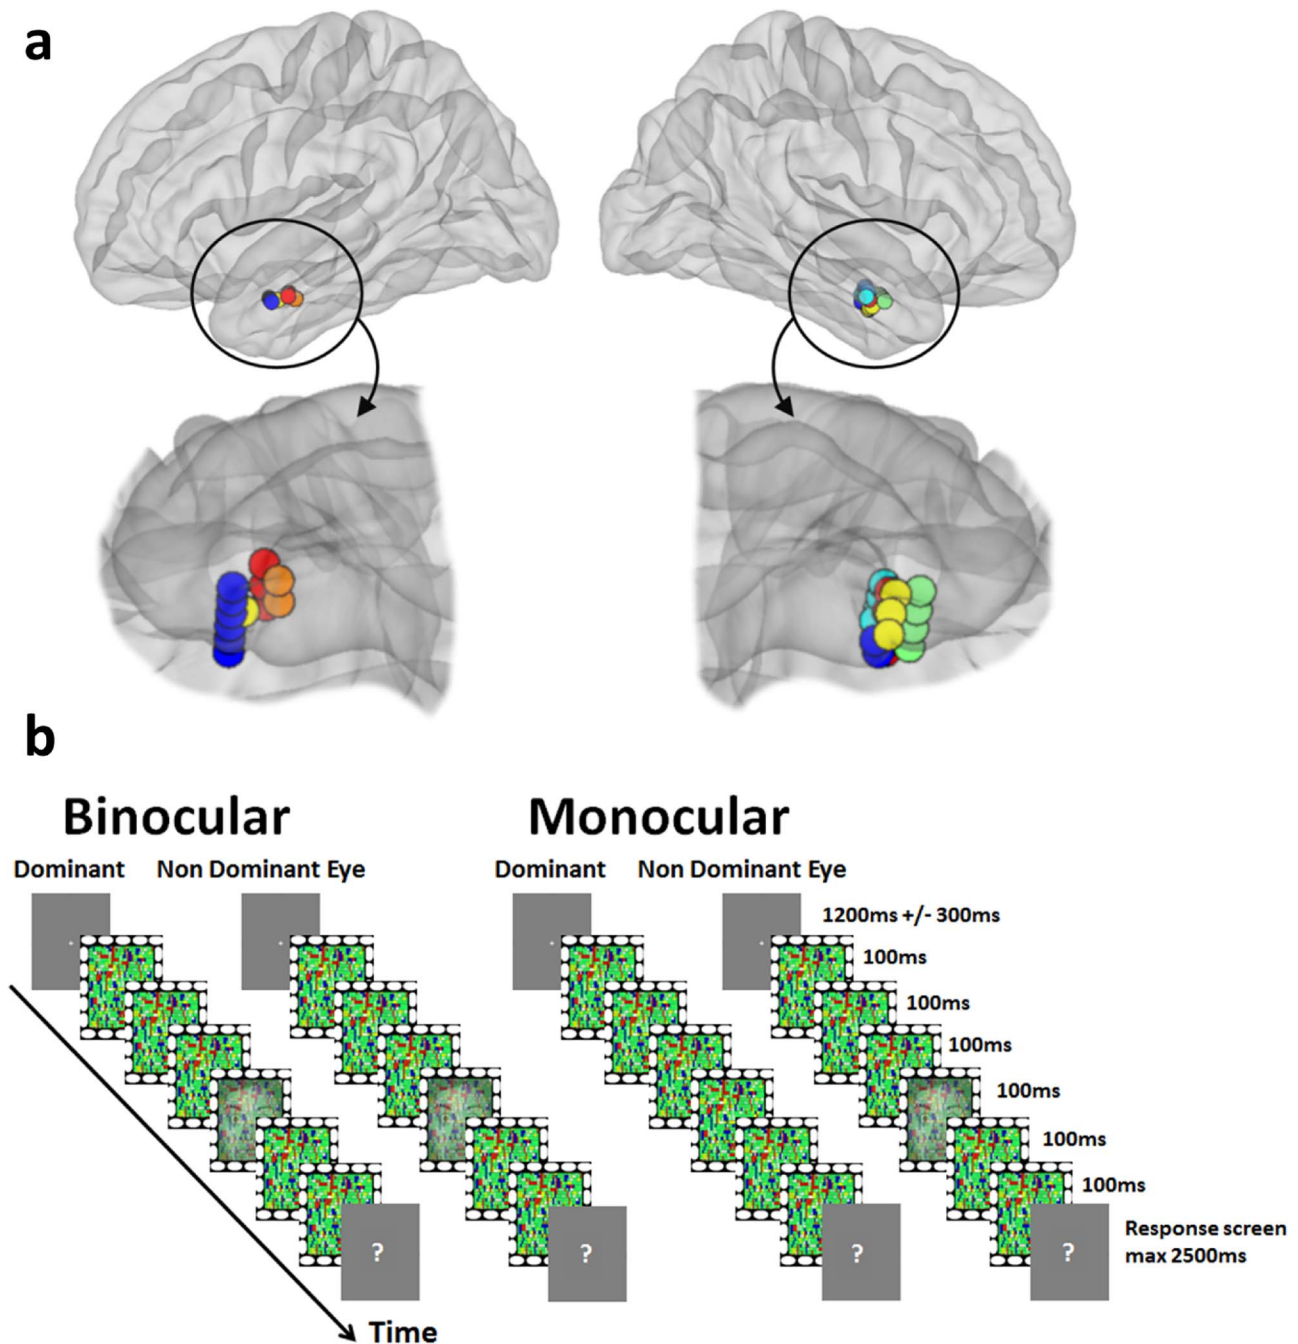 a
b
Binocular
Monocular
Dominant
Non Dominant Eye
Dominant
Non Dominant Eye
1200ms +/- 300ms
100ms
100ms
100ms
100ms
100ms
100ms
?
?
?
?
Response screen
max 2500ms
Time